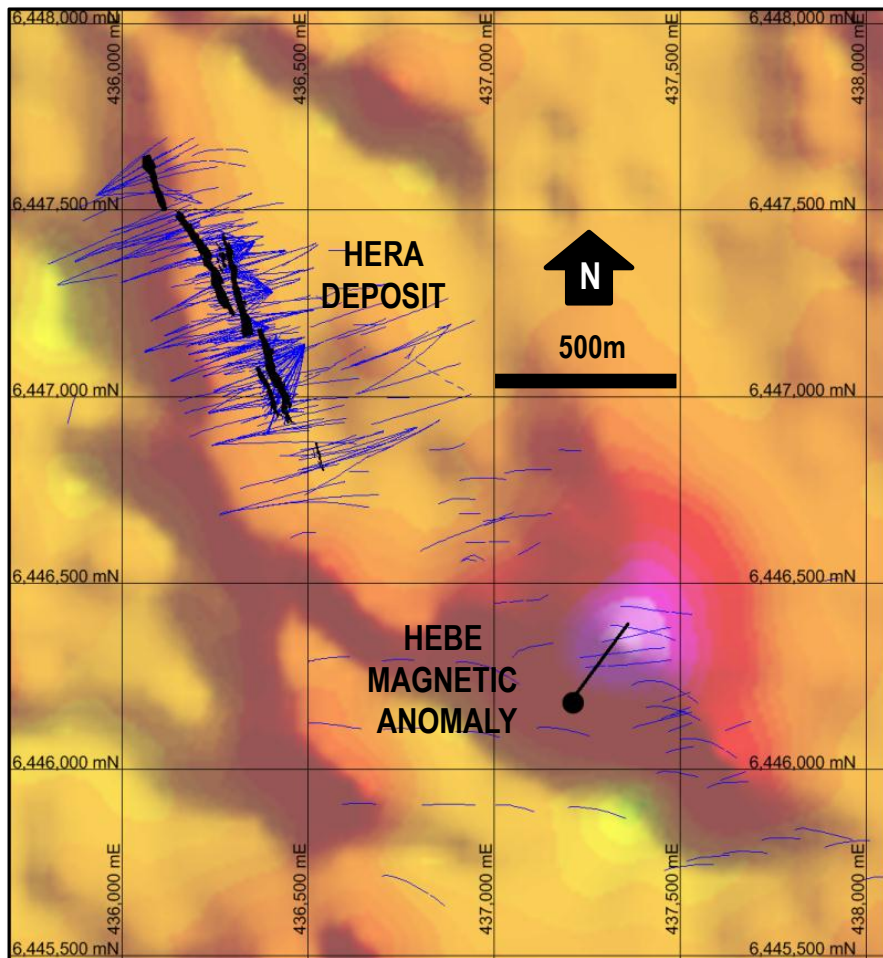 6,448,000 mN
6,448,000 mN
436,000 mE
436,500 mE
437,000 mE
437,500 mE
438,000 mE
6,447,500 mN
6,447,500 mN
HERA
DEPOSIT
N
500m
6,447,000 mN
6,447,000 mN
6,446,500 mN
6,446,500 mN
HEBE
MAGNETIC
ANOMALY
6,446,000 mN
6,446,000 mN
436,000 mE
436,500 mE
437,000 mE
437,500 mE
438,000 mE
6,445,500 mN
6,445,500 mN